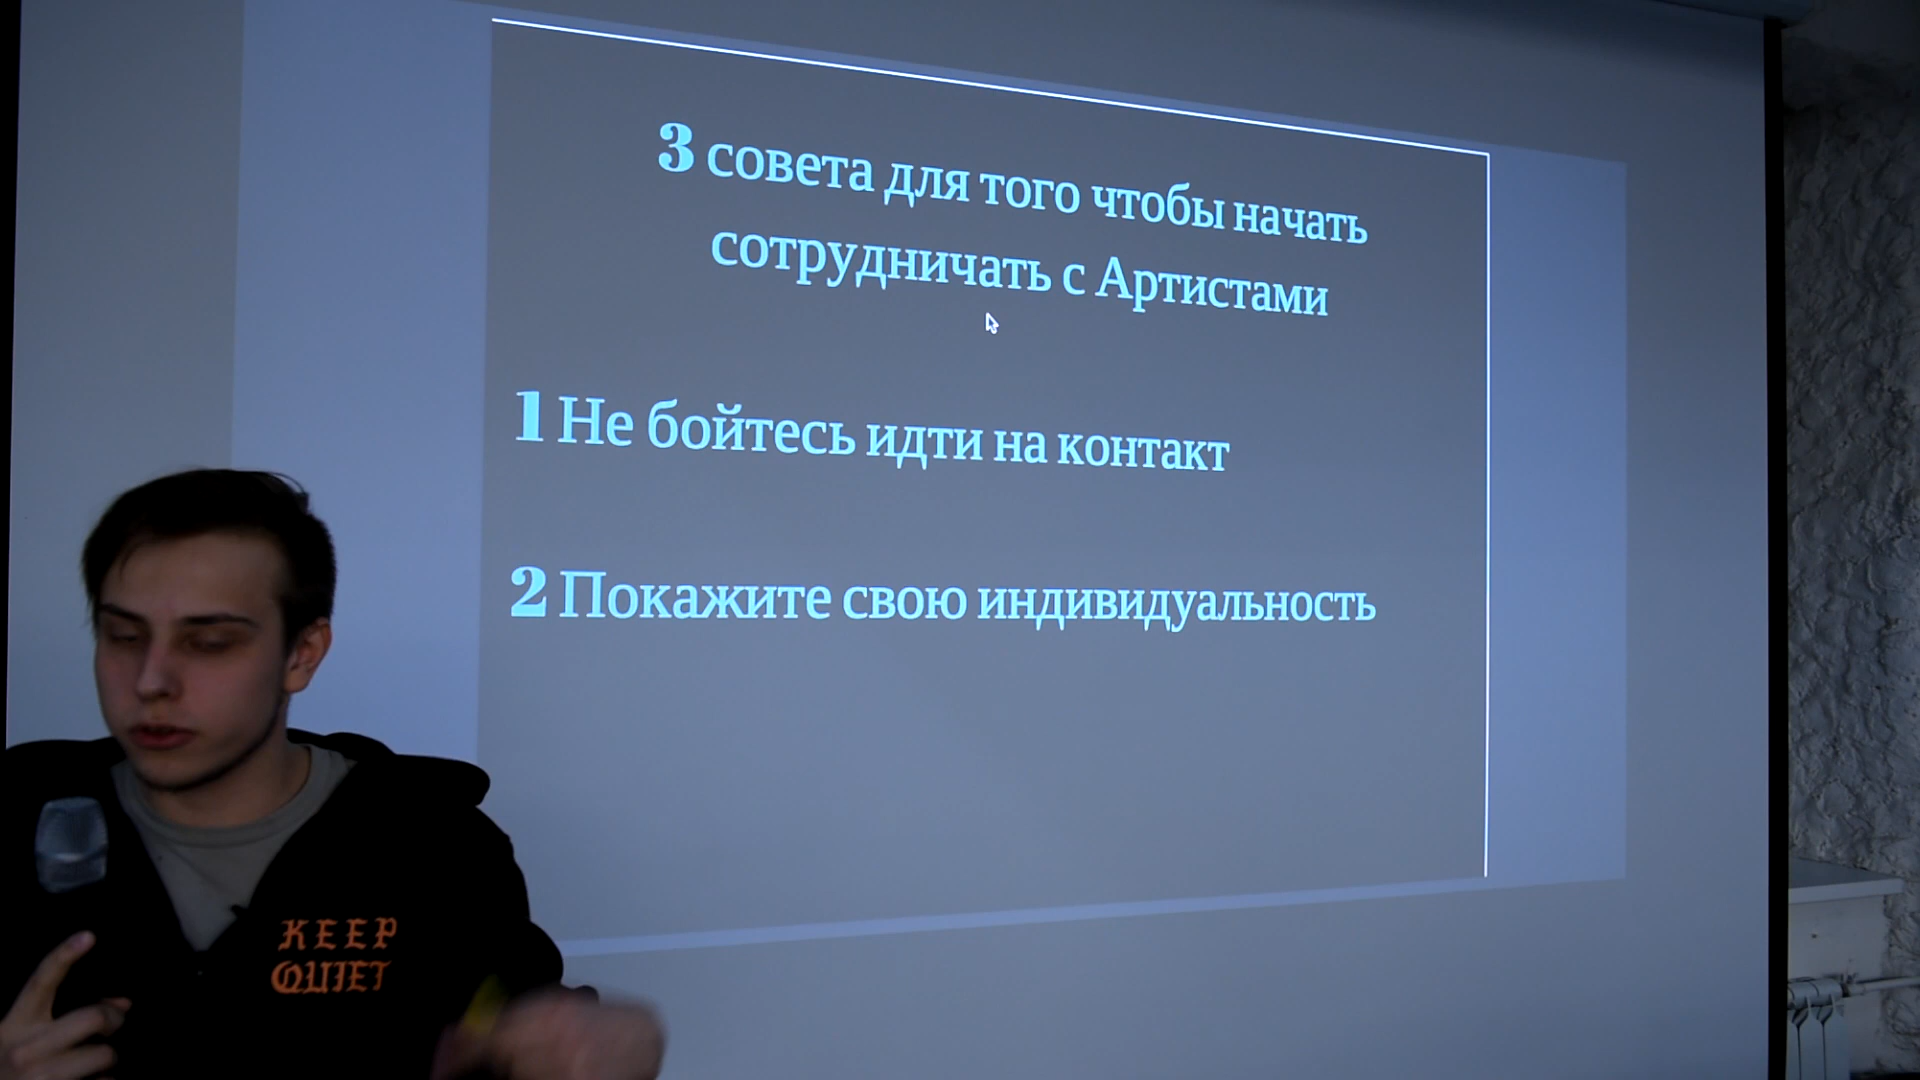 3 совета для того чтобы начать
сотрудничать с Артистами
1 Не бойтесь идти на контакт
2 Покажите свою индивидуальность
KEEP
QUIET